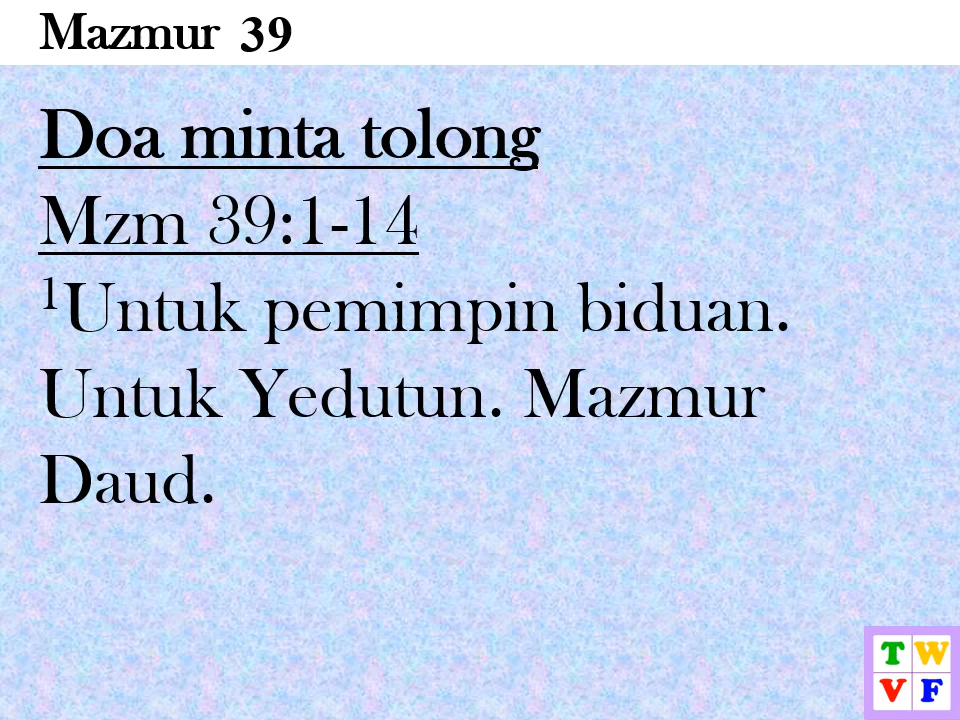 Mazmur 39
Doa minta tolong
Mzm 39:1-14
¹Untuk pemimpin biduan.
Untuk Yedutun. Mazmur
Daud.
T W
V F